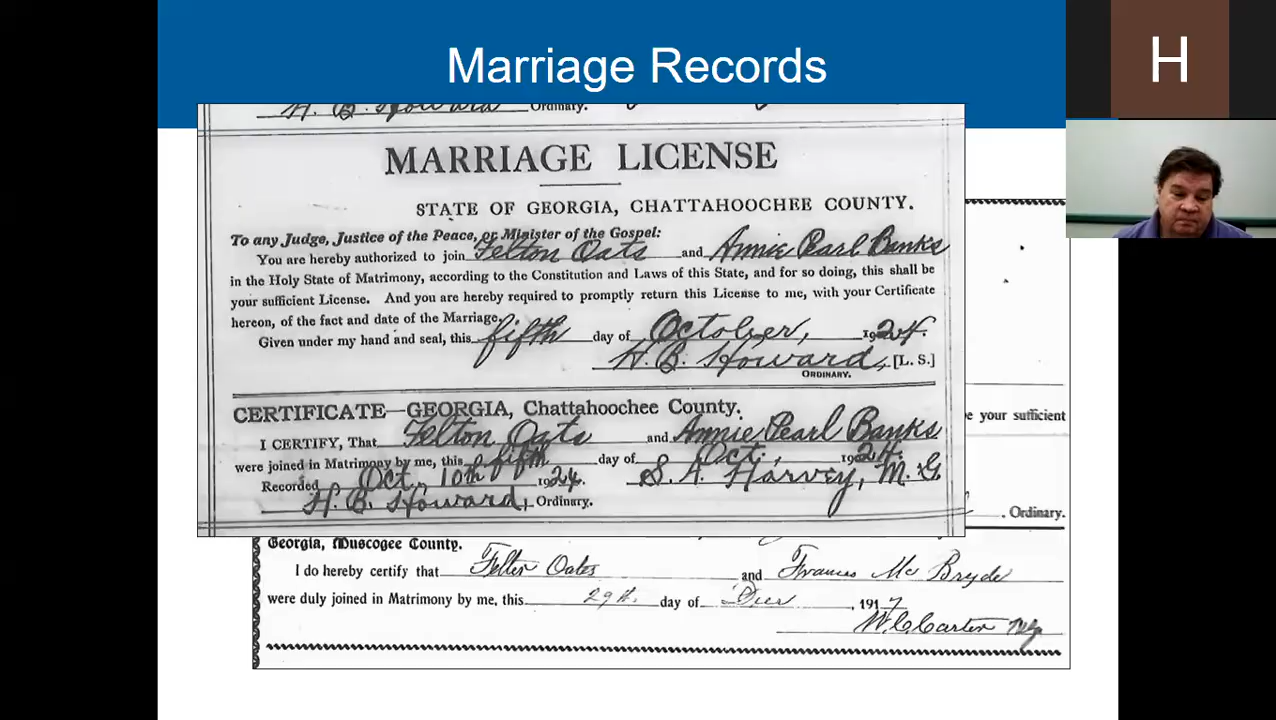 Marriage Records
H
H. B. Howard Ordinary.
MARRIAGE LICENSE
STATE OF GEORGIA, CHATTAHOOCHEE COUNTY.
To any Judge, Justice of the Peace, or Minister of the Gospel:
You are hereby authorized to join Felton Oats and Annie Pearl Banks
in the Holy State of Matrimony, according to the Constitution and Laws of this State, and for so doing, this shall be
your sufficient License. And you are hereby required to promptly return this License to me, with your Certificate
hereon, of the fact and date of the Marriage.
Given under my hand and seal, this fifth day of October, 1924.
H. B. Howard, [L. S.]
ORDINARY.
CERTIFICATE—GEORGIA, Chattahoochee County.
I CERTIFY, That Felton Oats and Annie Pearl Banks
were joined in Matrimony by me, this fifth day of Oct., 1924.
Recorded Oct. 10th 1924. S. A. Harvey, M. G
H. B. Howard, Ordinary.
be your sufficient
. Ordinary.
Georgia, Muscogee County.
I do hereby certify that Felter Oates and Frances Mc Bryde
were duly joined in Matrimony by me, this 29th day of 1917
W. C. Carter